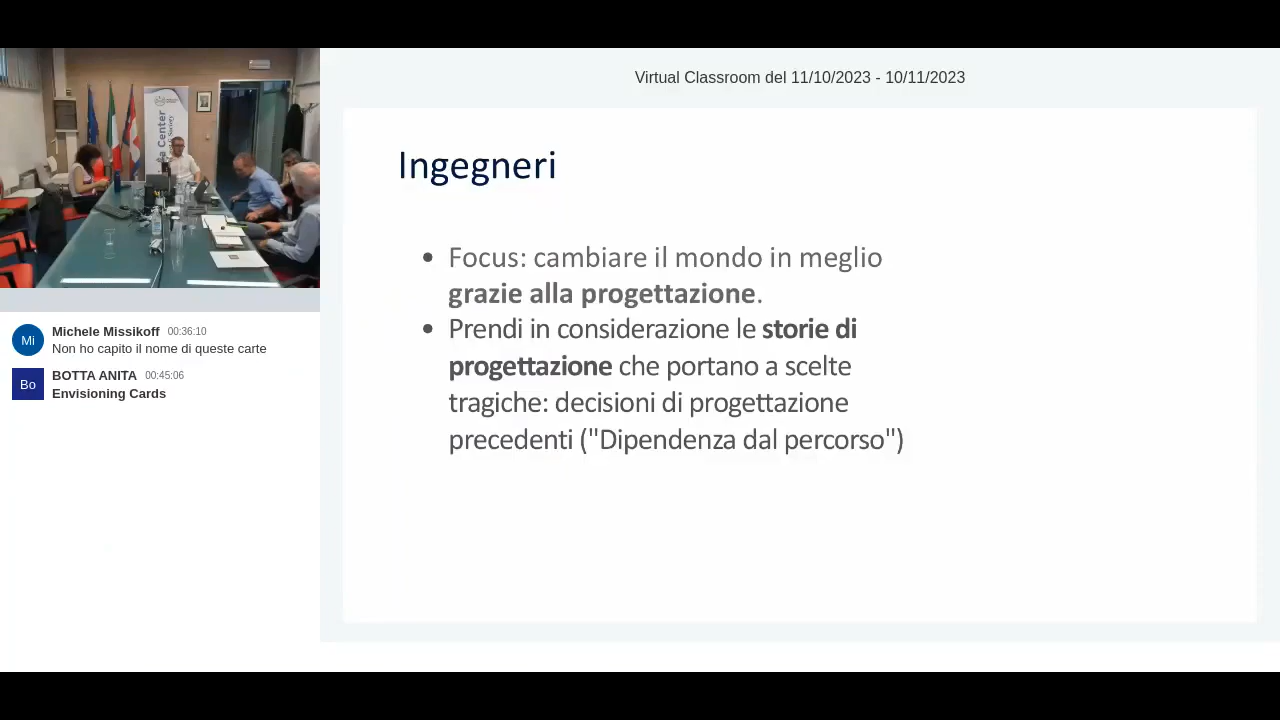 Virtual Classroom del 11/10/2023 - 10/11/2023
Ingegneri
• Focus: cambiare il mondo in meglio
grazie alla progettazione.
• Prendi in considerazione le storie di
progettazione che portano a scelte
tragiche: decisioni di progettazione
precedenti ("Dipendenza dal percorso")
Mi
Michele Missikoff 00:36:10
Non ho capito il nome di queste carte
Bo
BOTTA ANITA 00:45:06
Envisioning Cards
Center
Society